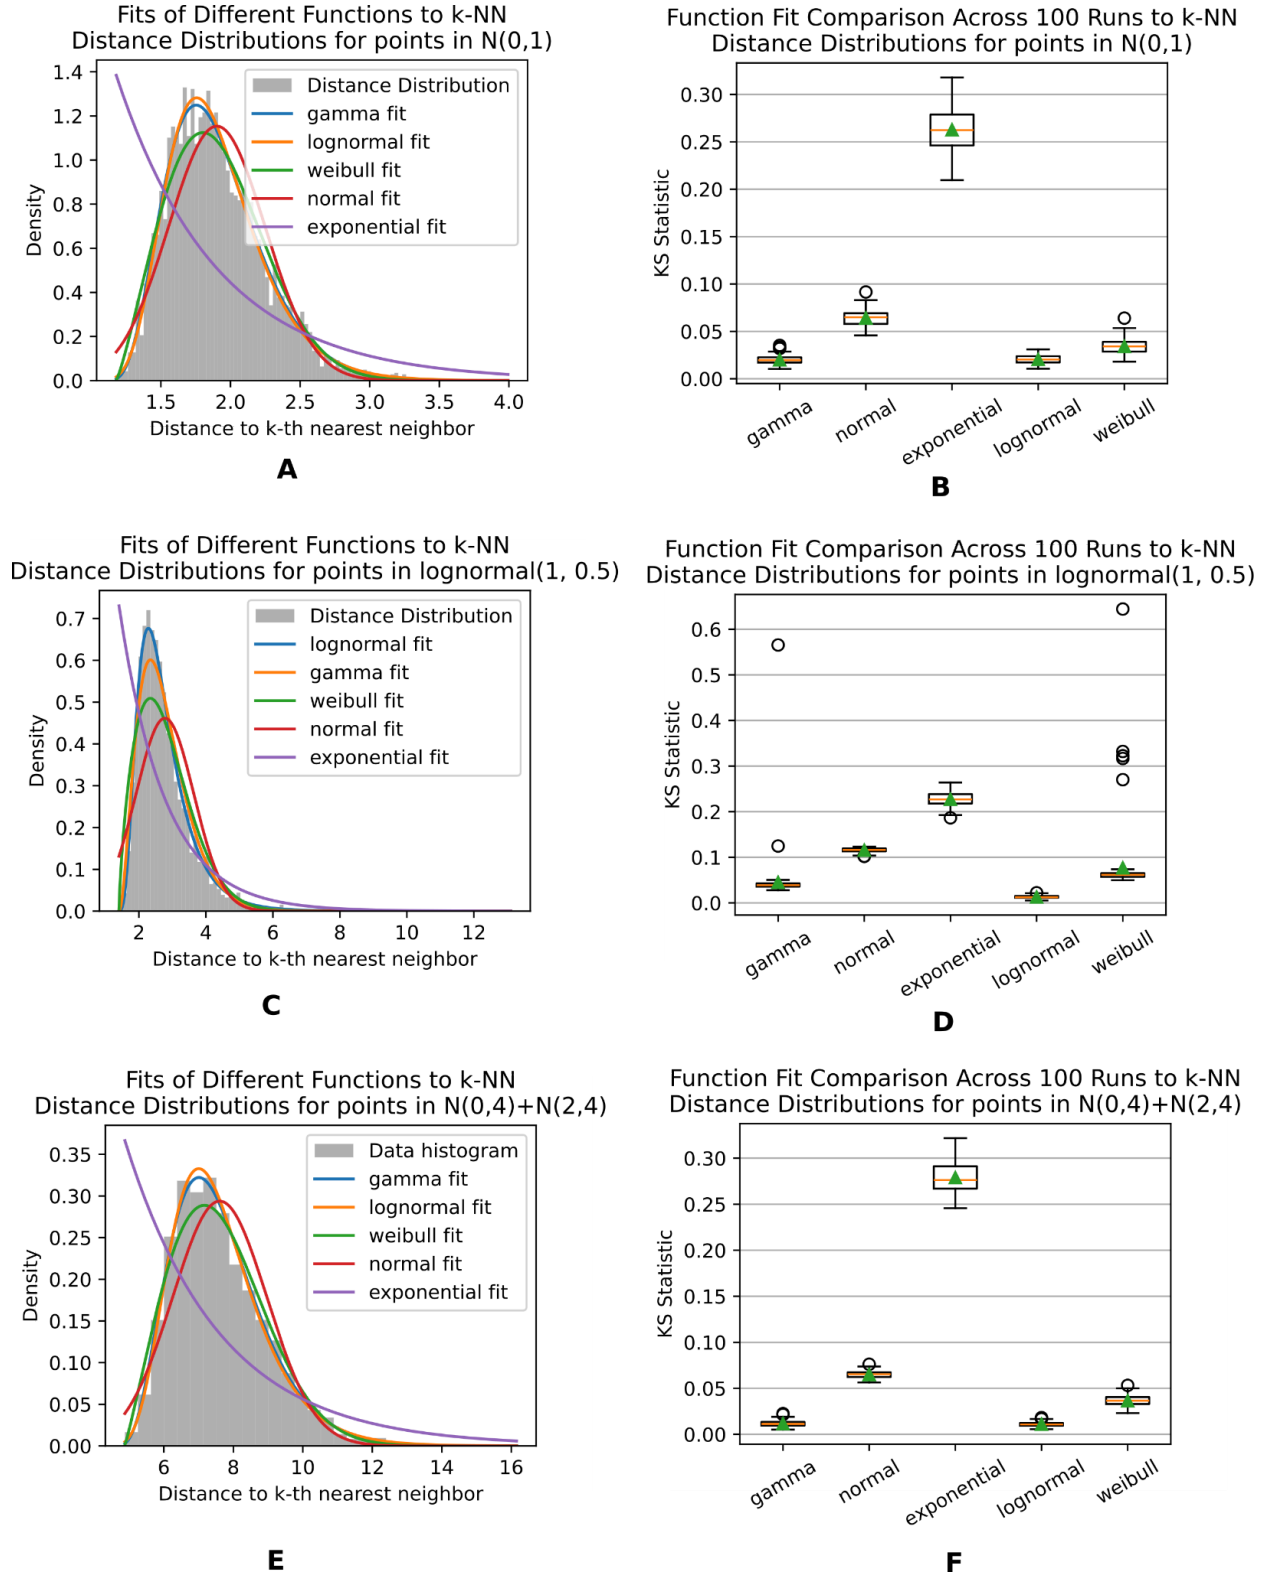 Fits of Different Functions to k-NN
Distance Distributions for points in N(0,1)
Density
1.4
1.2
1.0
0.8
0.6
0.4
0.2
0.0
Distance Distribution
gamma fit
lognormal fit
weibull fit
normal fit
exponential fit
1.5 2.0 2.5 3.0 3.5 4.0
Distance to k-th nearest neighbor
A
Function Fit Comparison Across 100 Runs to k-NN
Distance Distributions for points in N(0,1)
KS Statistic
0.30
0.25
0.20
0.15
0.10
0.05
0.00
gamma normal exponential lognormal weibull
B
Fits of Different Functions to k-NN
Distance Distributions for points in lognormal(1, 0.5)
Density
0.7
0.6
0.5
0.4
0.3
0.2
0.1
0.0
Distance Distribution
lognormal fit
gamma fit
weibull fit
normal fit
exponential fit
2 4 6 8 10 12
Distance to k-th nearest neighbor
C
Function Fit Comparison Across 100 Runs to k-NN
Distance Distributions for points in lognormal(1, 0.5)
KS Statistic
0.6
0.5
0.4
0.3
0.2
0.1
0.0
gamma normal exponential lognormal weibull
D
Fits of Different Functions to k-NN
Distance Distributions for points in N(0,4)+N(2,4)
Density
0.35
0.30
0.25
0.20
0.15
0.10
0.05
0.00
Data histogram
gamma fit
lognormal fit
weibull fit
normal fit
exponential fit
6 8 10 12 14 16
Distance to k-th nearest neighbor
E
Function Fit Comparison Across 100 Runs to k-NN
Distance Distributions for points in N(0,4)+N(2,4)
KS Statistic
0.30
0.25
0.20
0.15
0.10
0.05
0.00
gamma normal exponential lognormal weibull
F